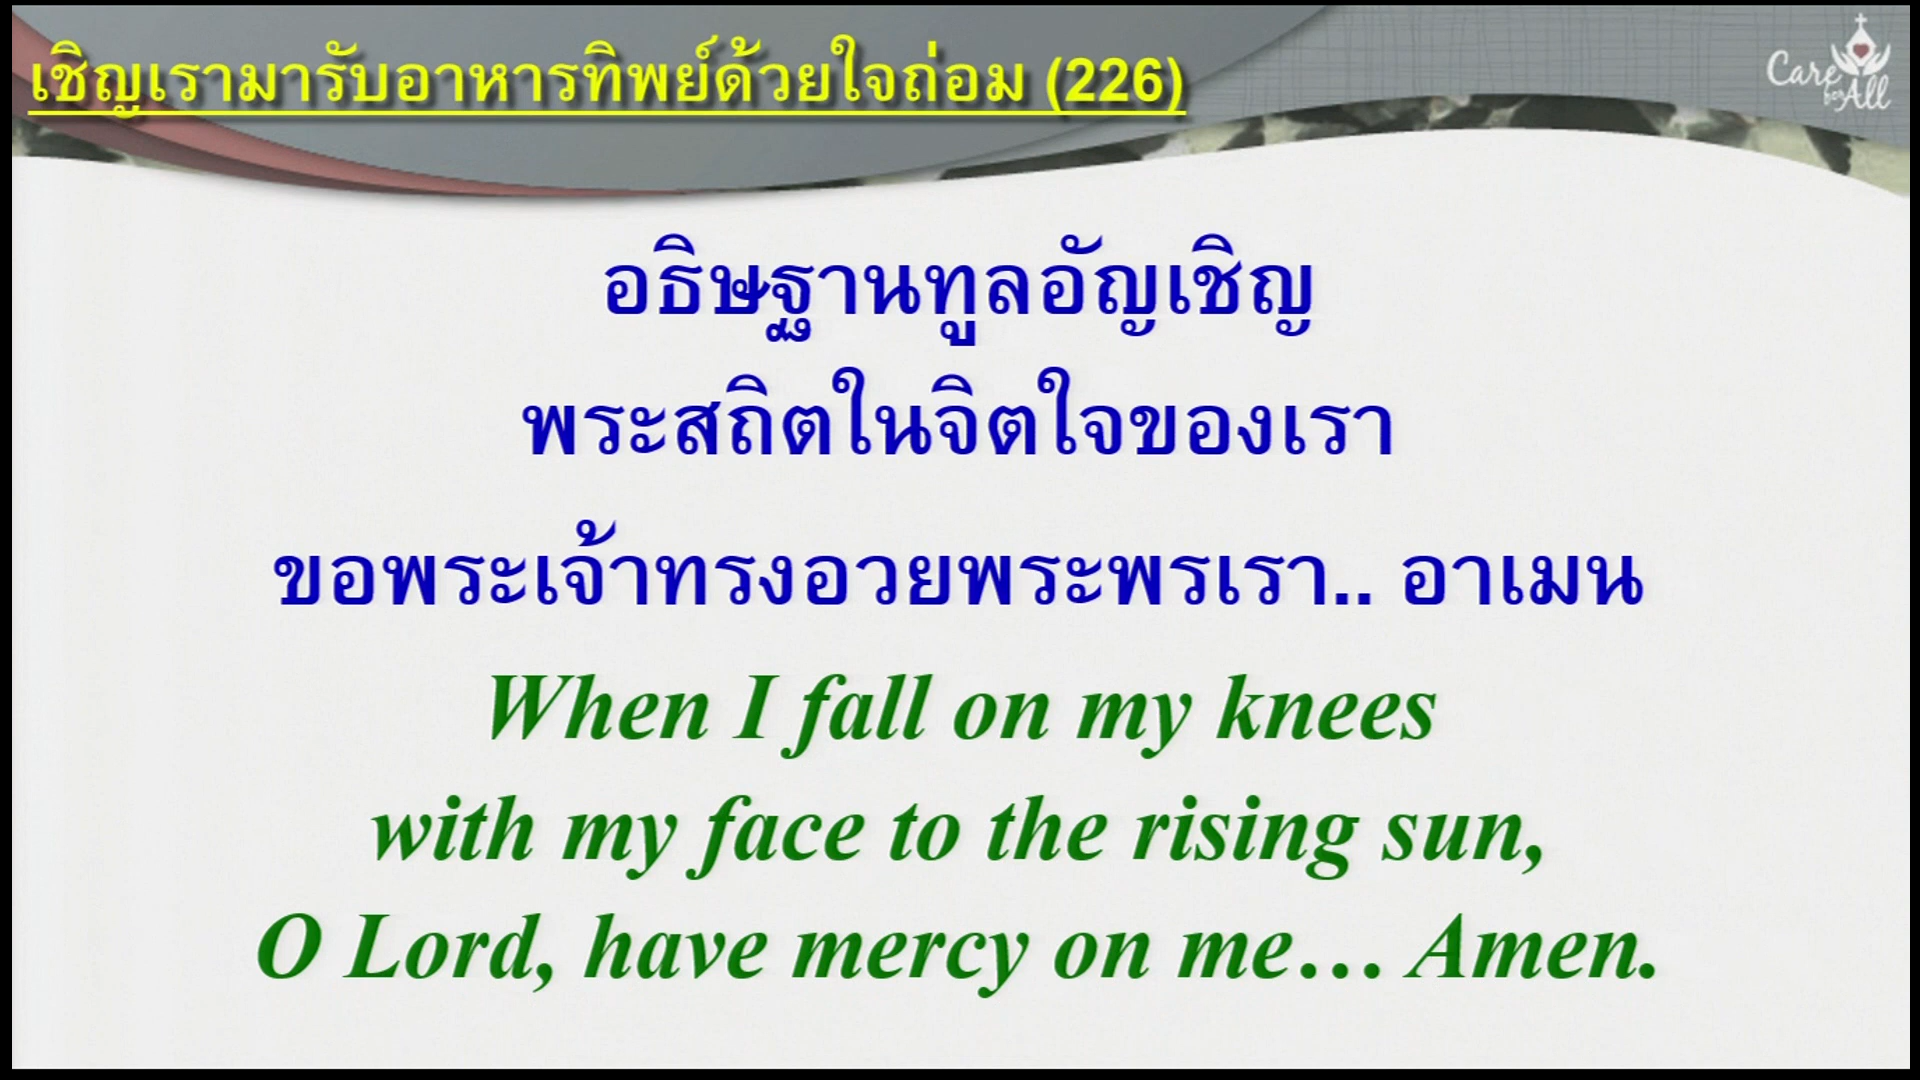 เชิญเรามารับอาหารทิพย์ด้วยใจถ่อม (226)
Care
for All
อธิษฐานทูลอัญเชิญ
พระสถิตในจิตใจของเรา
ขอพระเจ้าทรงอวยพระพรเรา.. อาเมน
When I fall on my knees
with my face to the rising sun,
O Lord, have mercy on me… Amen.